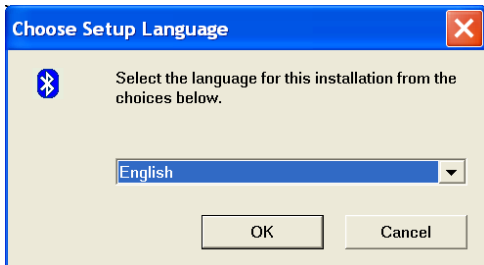 Choose Setup Language
Select the language for this installation from the
choices below.
English
OK
Cancel